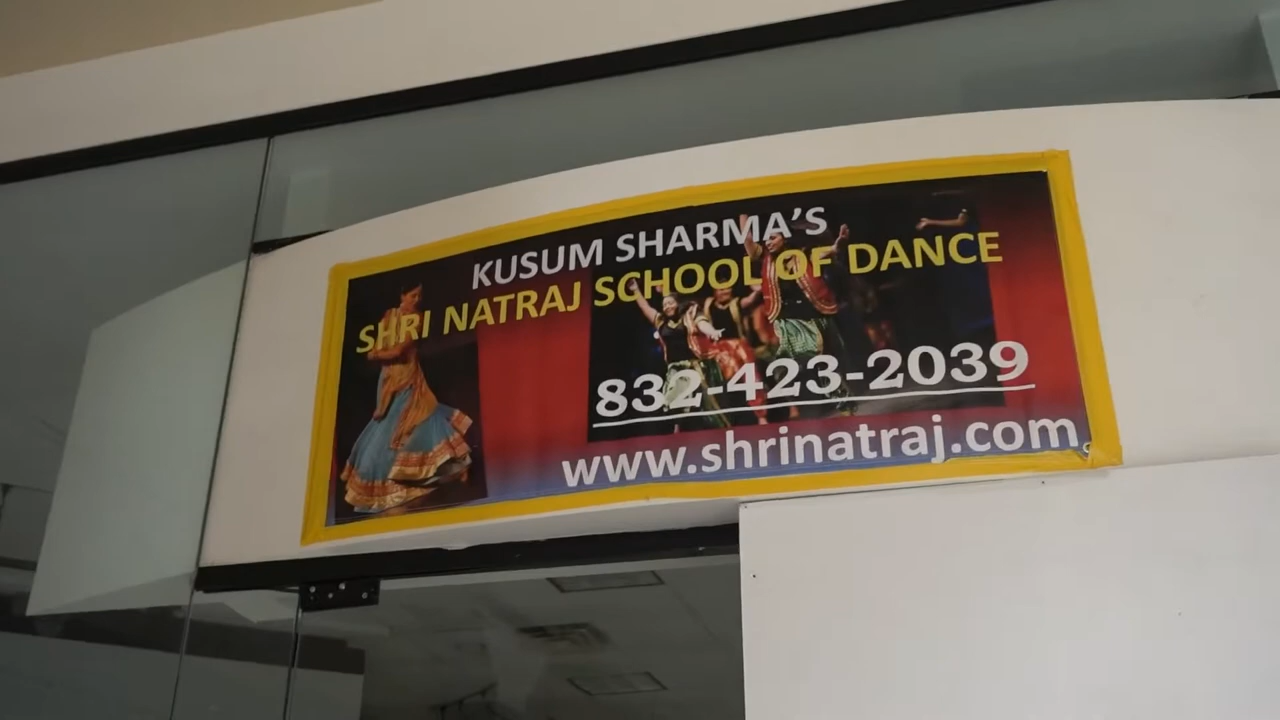 KUSUM SHARMA'S
SHRI NATRAJ SCHOOL OF DANCE
832-423-2039
www.shrinatraj.com